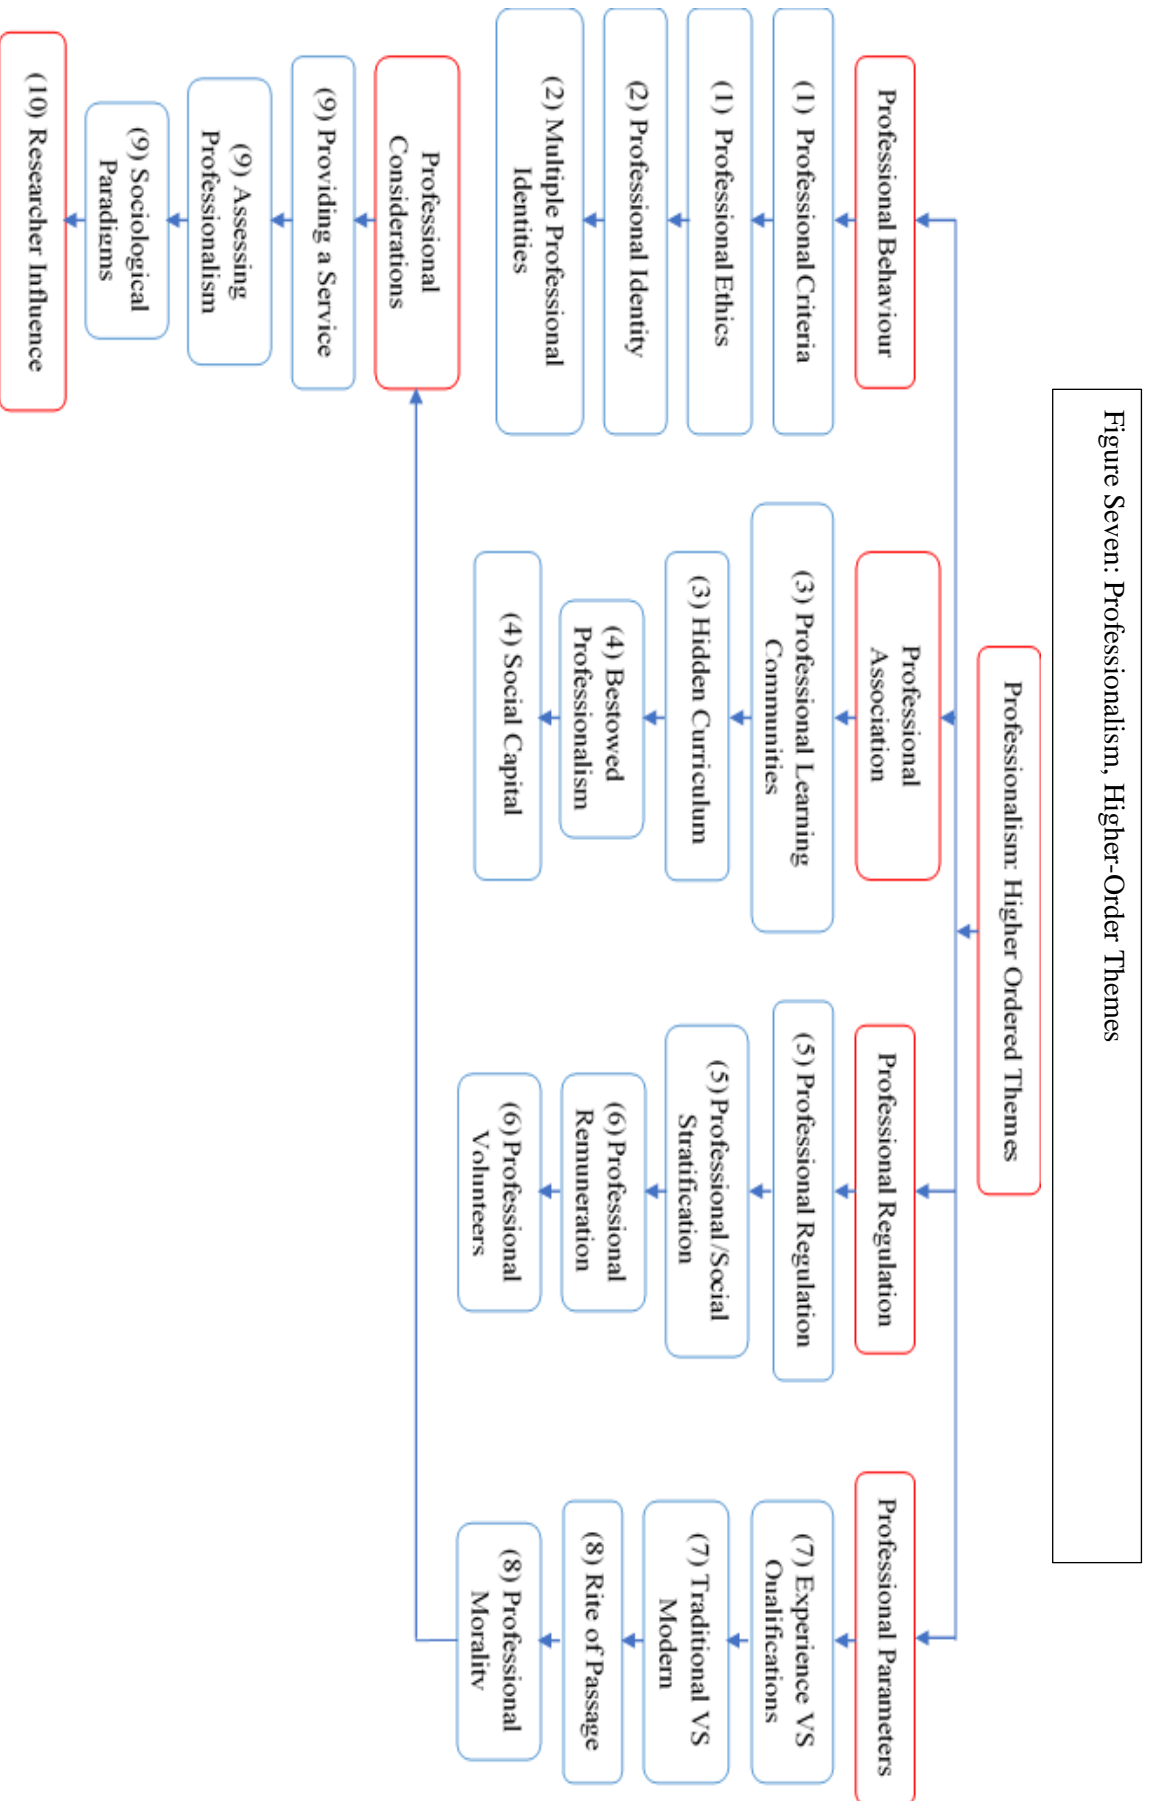 Figure Seven: Professionalism, Higher-Order Themes
Professionalism: Higher Ordered Themes
Professional Behaviour
(1) Professional Criteria
(1) Professional Ethics
(2) Professional Identity
(2) Multiple Professional
Identities
Professional
Association
(3) Professional Learning
Communities
(3) Hidden Curriculum
(4) Bestowed
Professionalism
(4) Social Capital
Professional Regulation
(5) Professional Regulation
(5) Professional/Social
Stratification
(6) Professional
Remuneration
(6) Professional
Volunteers
Professional Parameters
(7) Experience VS
Qualifications
(7) Traditional VS
Modern
(8) Rite of Passage
(8) Professional
Morality
Professional
Considerations
(9) Providing a Service
(9) Assessing
Professionalism
(9) Sociological
Paradigms
(10) Researcher Influence